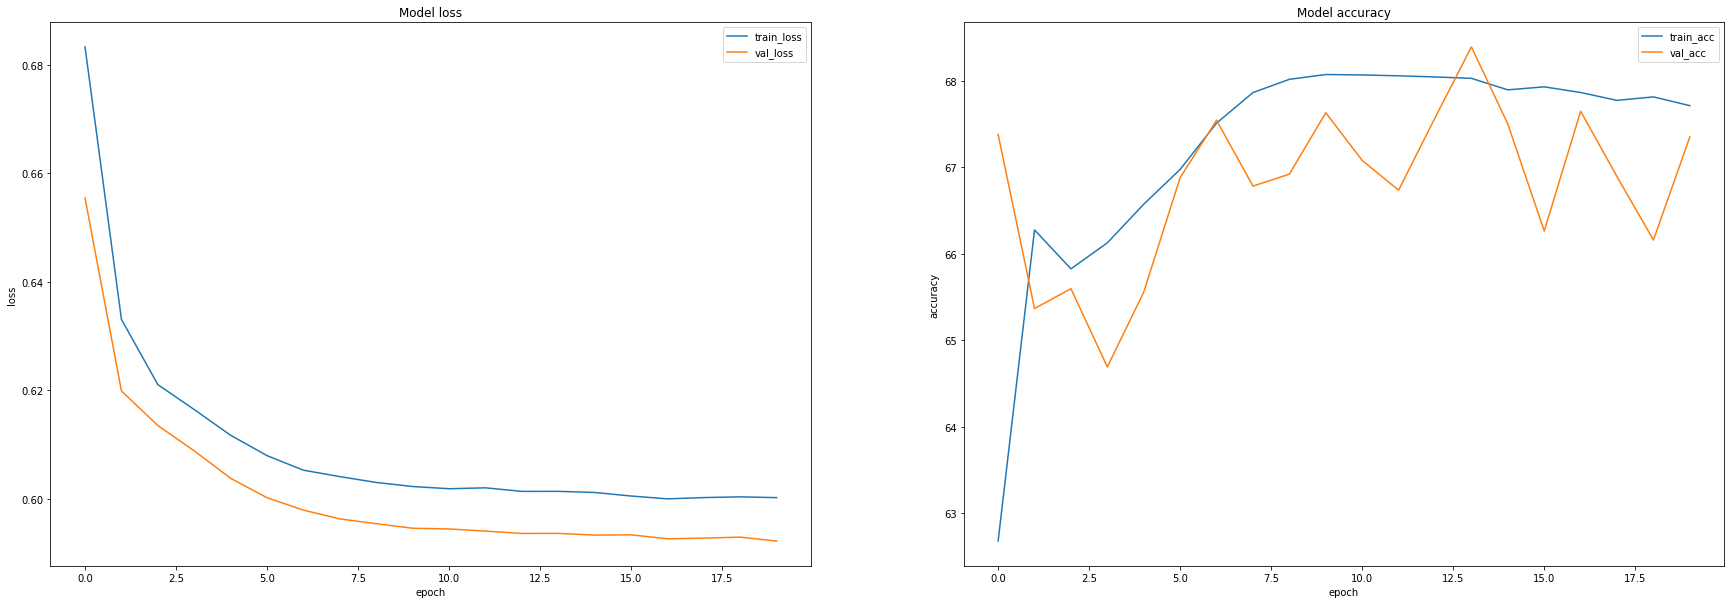 Model loss
train_loss
val_loss
0.68
0.66
0.64
0.62
0.60
loss
0.0 2.5 5.0 7.5 10.0 12.5 15.0 17.5
epoch
Model accuracy
train_acc
val_acc
68
67
66
65
64
63
accuracy
0.0 2.5 5.0 7.5 10.0 12.5 15.0 17.5
epoch